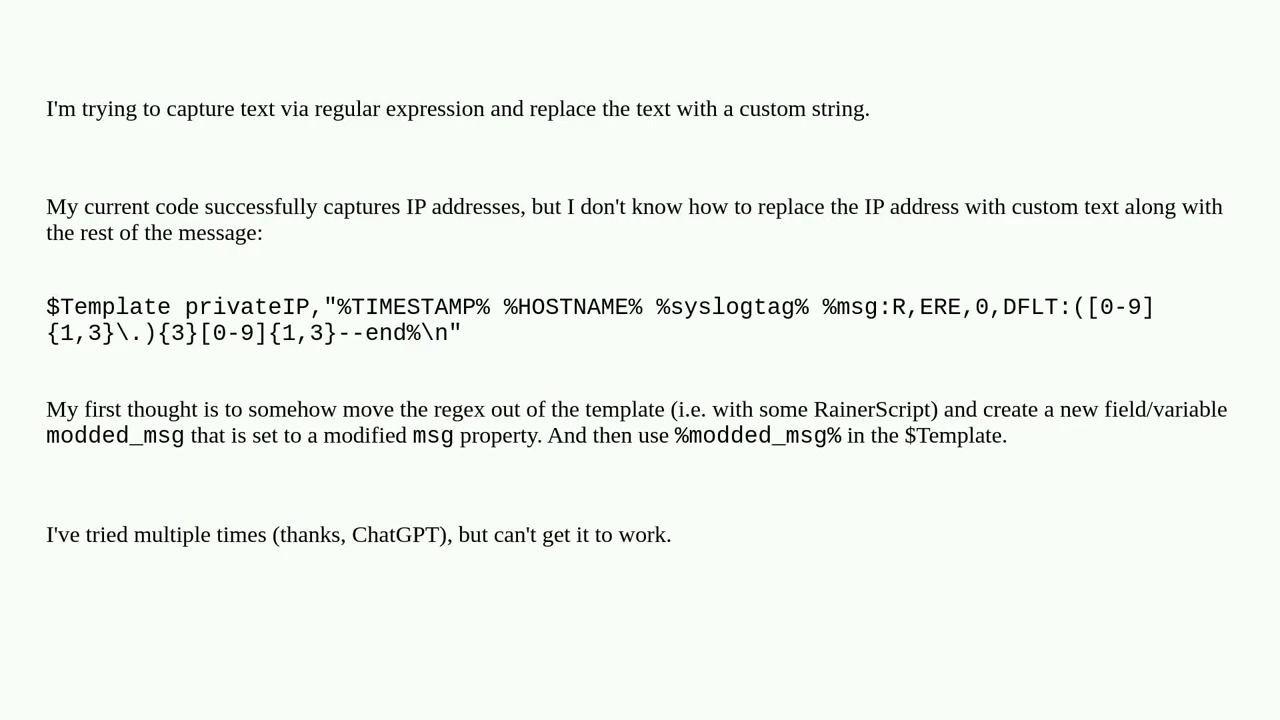 I'm trying to capture text via regular expression and replace the text with a custom string.
My current code successfully captures IP addresses, but I don't know how to replace the IP address with custom text along with
the rest of the message:
$Template privateIP,"%TIMESTAMP% %HOSTNAME% %syslogtag% %msg:R,ERE,0,DFLT:([0-9]
{1,3}\.){3}[0-9]{1,3}--end%\n"
My first thought is to somehow move the regex out of the template (i.e. with some RainerScript) and create a new field/variable
modded_msg that is set to a modified msg property. And then use %modded_msg% in the $Template.
I've tried multiple times (thanks, ChatGPT), but can't get it to work.